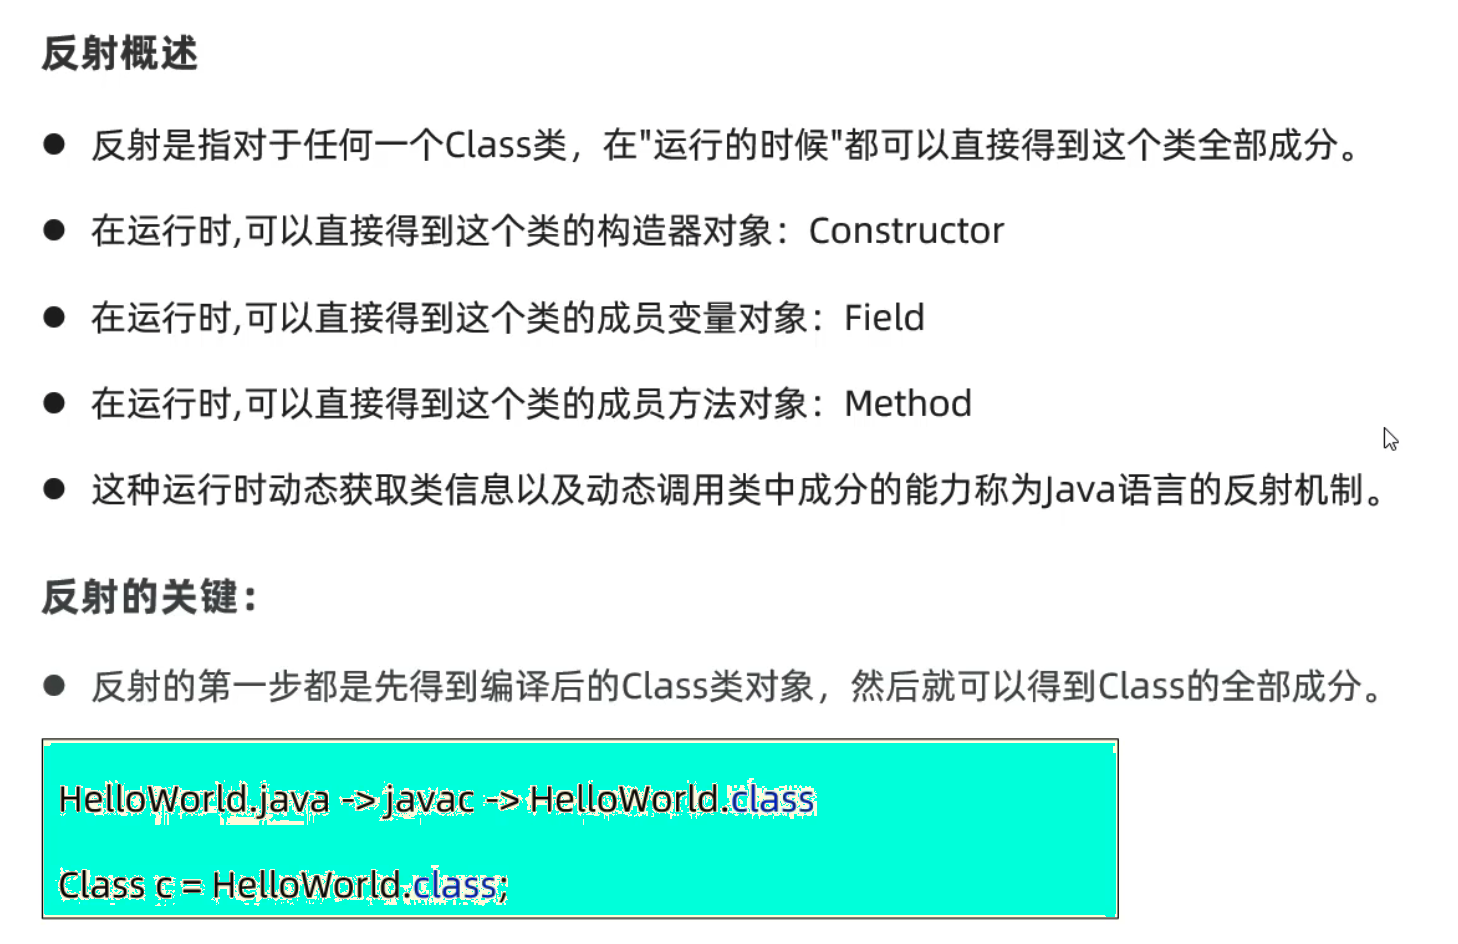 反射概述
● 反射是指对于任何一个Class类，在"运行的时候"都可以直接得到这个类全部成分。
● 在运行时,可以直接得到这个类的构造器对象：Constructor
● 在运行时,可以直接得到这个类的成员变量对象：Field
● 在运行时,可以直接得到这个类的成员方法对象：Method
● 这种运行时动态获取类信息以及动态调用类中成分的能力称为Java语言的反射机制。
反射的关键：
● 反射的第一步都是先得到编译后的Class类对象，然后就可以得到Class的全部成分。
HelloWorld.java -> javac -> HelloWorld.class
Class c = HelloWorld.class;